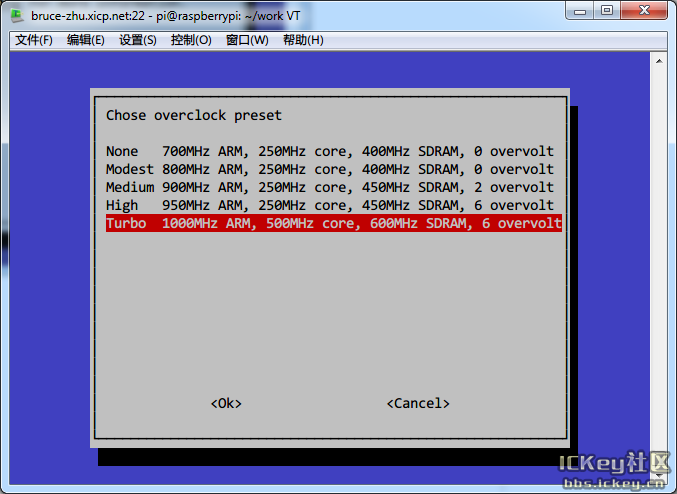 bruce-zhu.xicp.net:22 - pi@raspberrypi: ~/work VT
文件(F) 编辑(E) 设置(S) 控制(O) 窗口(W) 帮助(H)
Chose overclock preset
None 700MHz ARM, 250MHz core, 400MHz SDRAM, 0 overvolt
Modest 800MHz ARM, 250MHz core, 400MHz SDRAM, 0 overvolt
Medium 900MHz ARM, 250MHz core, 450MHz SDRAM, 2 overvolt
High 950MHz ARM, 250MHz core, 450MHz SDRAM, 6 overvolt
Turbo 1000MHz ARM, 500MHz core, 600MHz SDRAM, 6 overvolt
<Ok> <Cancel>
ICKey社区
bbs.ickey.cn